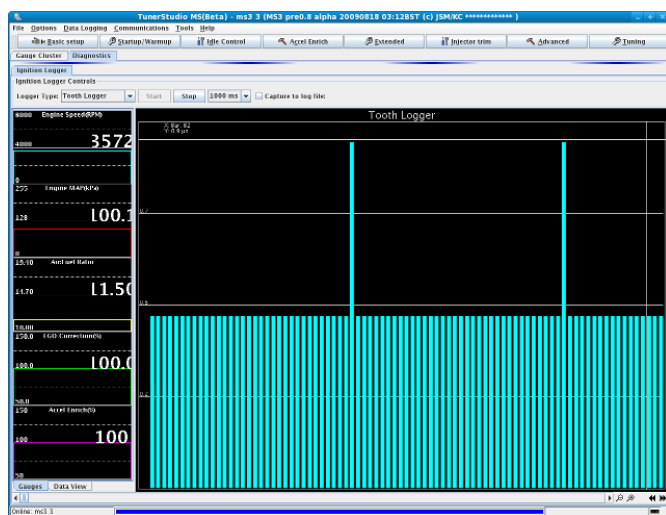 TunerStudio MS(Beta) - ms3 3 (MS3 pre0.8 alpha 20090818 03:12BST (c) JSM/KC ************* )
File Options Data Logging Communications Tools Help
Basic setup Startup/Warmup Idle Control Accel Enrich Extended Injector trim Advanced Tuning
Gauge Cluster Diagnostics
Ignition Logger
Ignition Logger Controls
Logger Type: Tooth Logger Start Stop 1000 ms Capture to log file:
Tooth Logger
8000 Engine Speed(RPM)
4000 3572
0
255 Engine MAP(kPa)
128 100.1
0
19.40 Air:Fuel Ratio
14.70 11.50
10.00
150.0 EGO Correction(%)
100.0 100.0
50.0
150 Accel Enrich(%)
100 100
50
Gauges Data View
Online: ms3 3